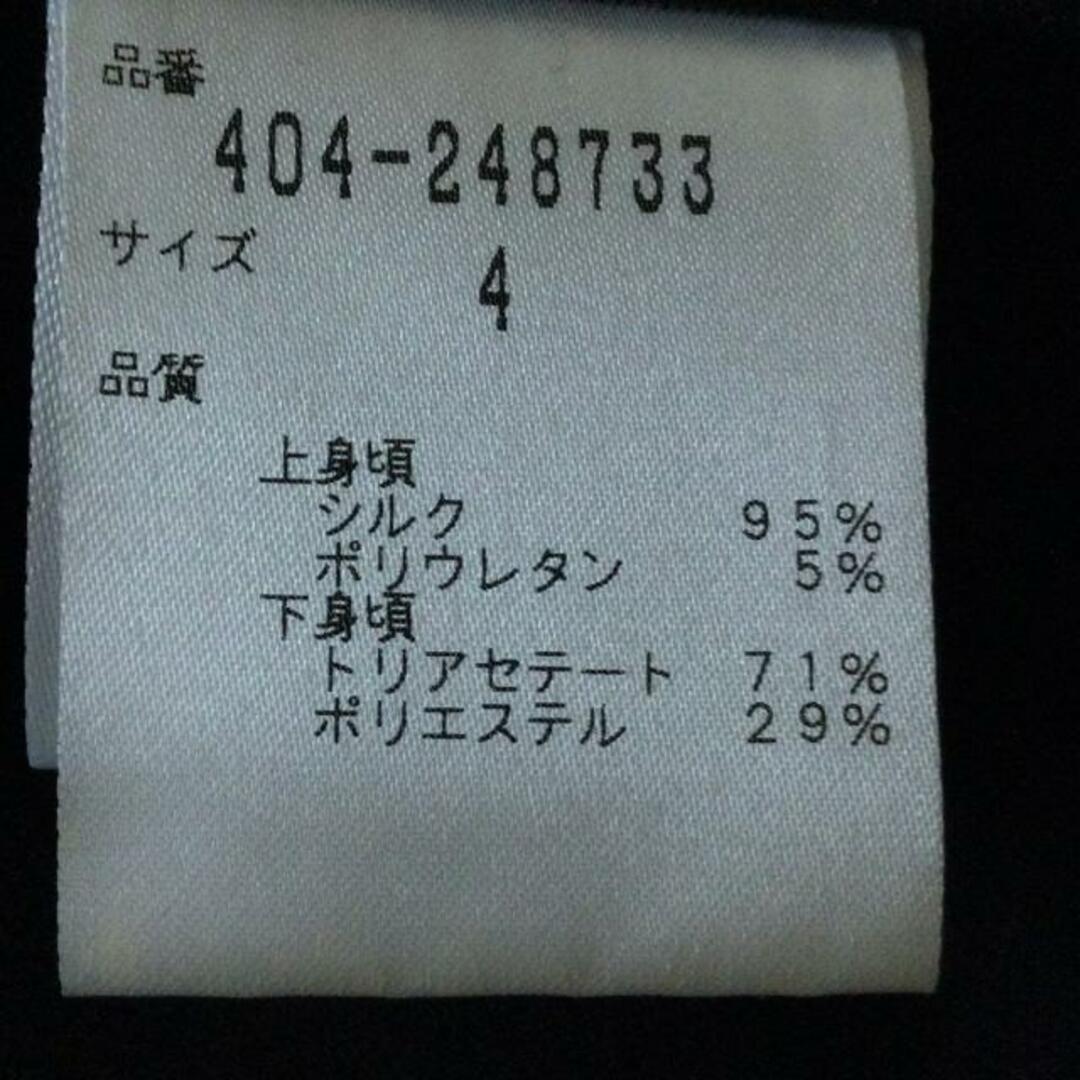 品番
404-248733
サイズ
4
品質
上身頃
シルク 95%
ポリウレタン 5%
下身頃
トリアセテート 71%
ポリエステル 29%